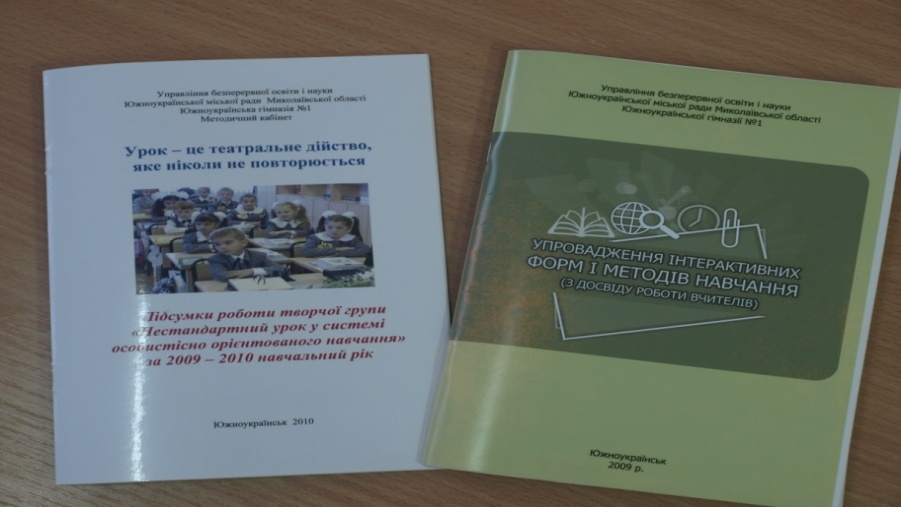 Управління безперервної освіти і науки
Южноукраїнської міської ради Миколаївської області
Южноукраїнська гімназія №1
Методичний кабінет
Урок – це театральне дійство,
яке ніколи не повторюється
Підсумки роботи творчої групи
«Нестандартний урок у системі
особистісно орієнтованого навчання»
за 2009 – 2010 навчальний рік
Южноукраїнськ 2010
Управління безперервної освіти і науки
Южноукраїнської міської ради Миколаївської області
Южноукраїнської гімназії №1
УПРОВАДЖЕННЯ ІНТЕРАКТИВНИХ
ФОРМ І МЕТОДІВ НАВЧАННЯ
(З ДОСВІДУ РОБОТИ ВЧИТЕЛІВ)
Южноукраїнськ
2009 р.